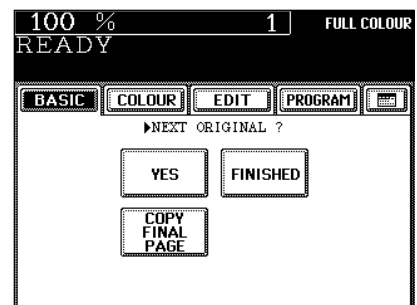 100 % 1 FULL COLOUR
READY
BASIC COLOUR EDIT PROGRAM
▶NEXT ORIGINAL ?
YES FINISHED
COPY
FINAL
PAGE